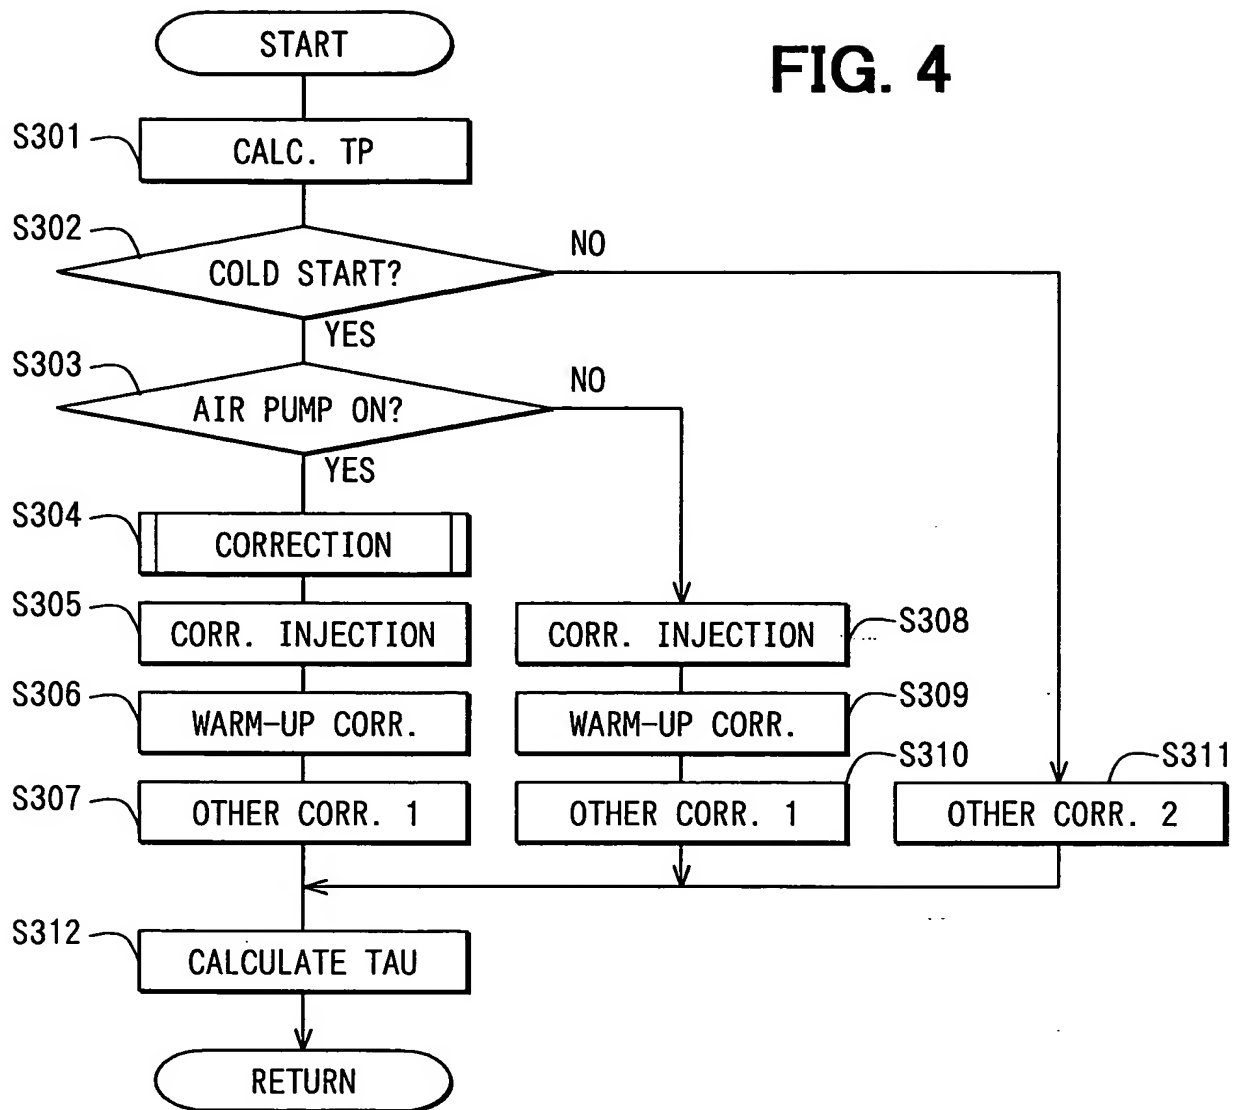 START
FIG. 4
S301
CALC. TP
S302
COLD START?
NO
YES
S303
AIR PUMP ON?
NO
YES
S304
CORRECTION
S305
CORR. INJECTION
CORR. INJECTION
S308
S306
WARM-UP CORR.
WARM-UP CORR.
S309
S307
OTHER CORR. 1
OTHER CORR. 1
S310
OTHER CORR. 2
S311
S312
CALCULATE TAU
RETURN